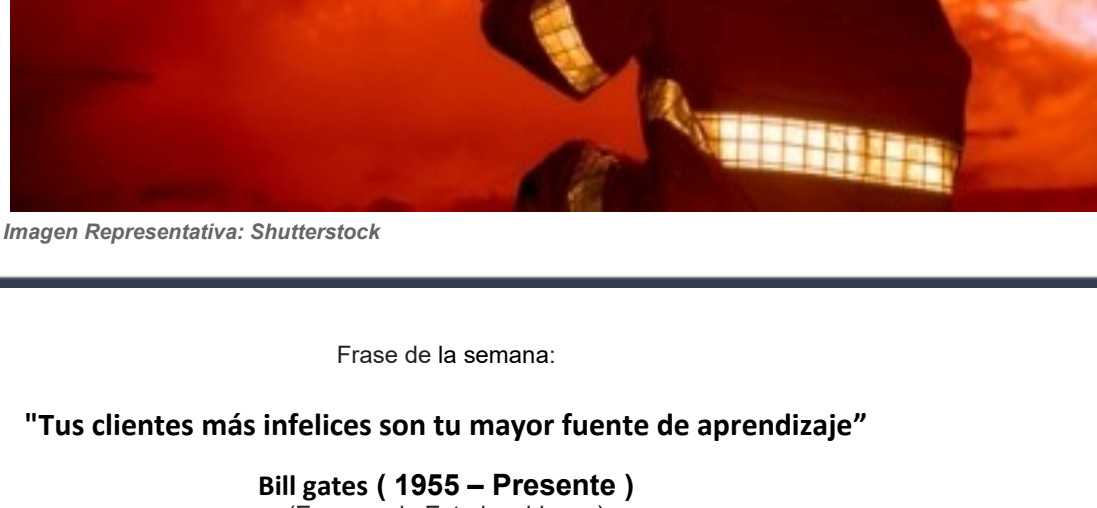 Imagen Representativa: Shutterstock
Frase de la semana:
"Tus clientes más infelices son tu mayor fuente de aprendizaje”
Bill gates ( 1955 – Presente )